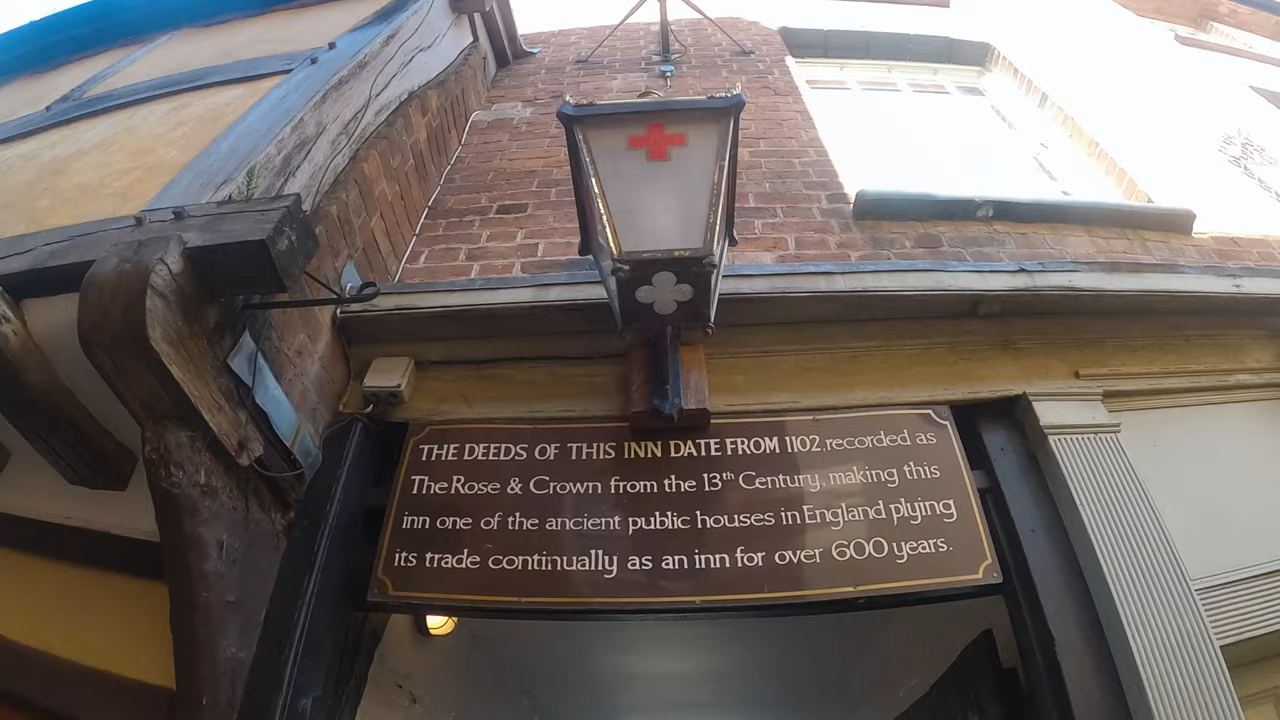 THE DEEDS OF THIS INN DATE FROM 1102, recorded as
The Rose & Crown from the 13th Century, making this
inn one of the ancient public houses in England plying
its trade continually as an inn for over 600 years.